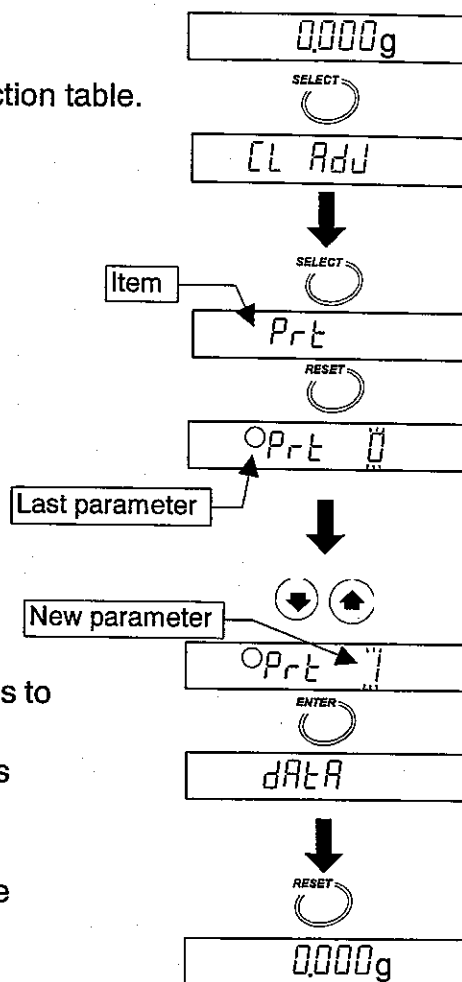 0.000g
ction table.
SELECT
CL Adj
SELECT
Item
Prt
RESET
Prt 0
Last parameter
New parameter
Prt 1
s to
ENTER
s
dAtA
e
RESET
0.000g